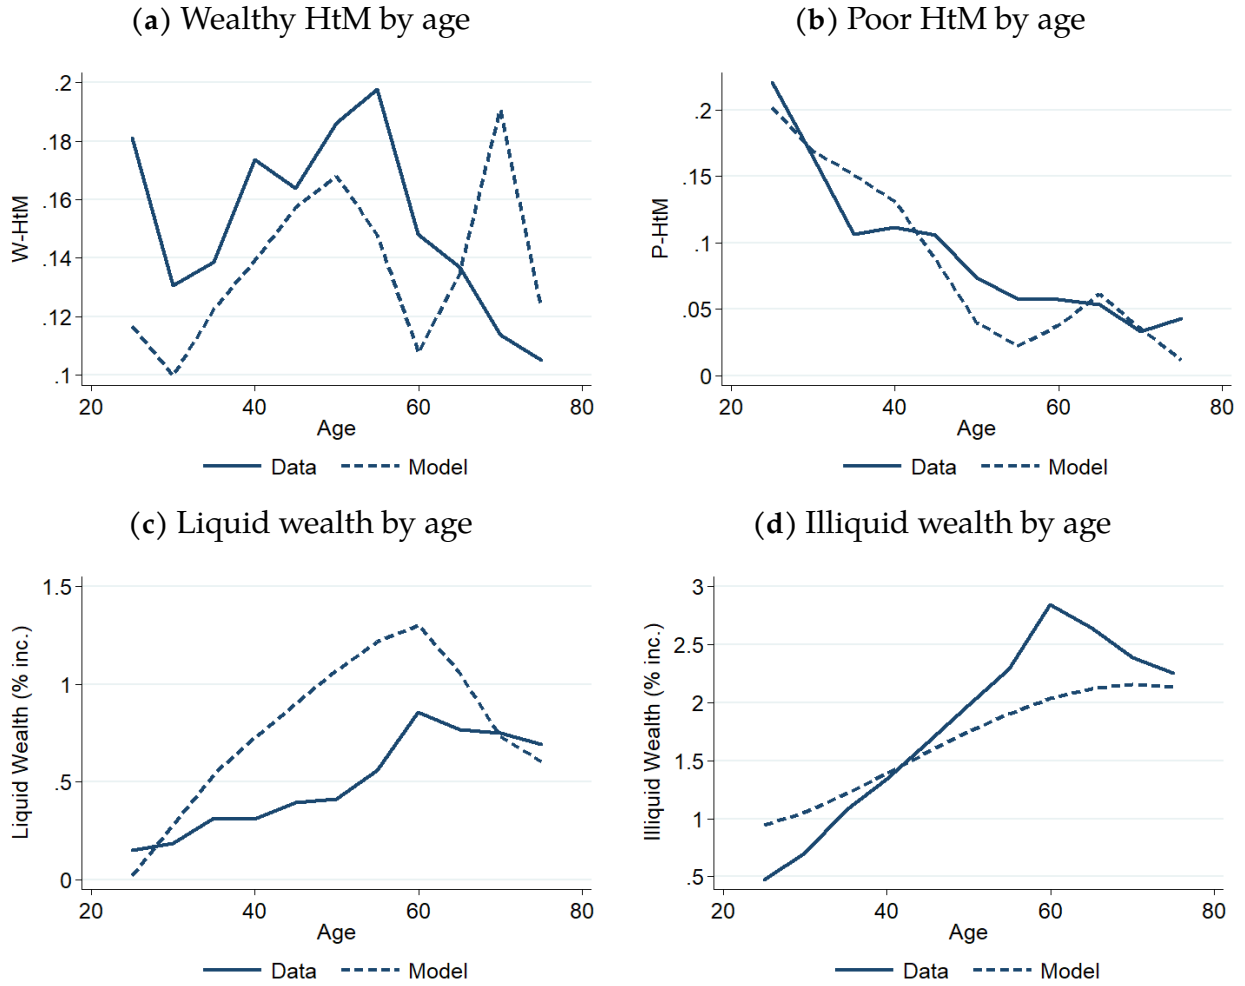 (a) Wealthy HtM by age
.2
.18
.16
.14
.12
.1
W-HtM
20 40 60 80
Age
Data Model
(b) Poor HtM by age
.2
.15
.1
.05
0
P-HtM
20 40 60 80
Age
Data Model
(c) Liquid wealth by age
1.5
1
.5
0
Liquid Wealth (% inc.)
20 40 60 80
Age
Data Model
(d) Illiquid wealth by age
3
2.5
2
1.5
1
.5
Illiquid Wealth (% inc.)
20 40 60 80
Age
Data Model